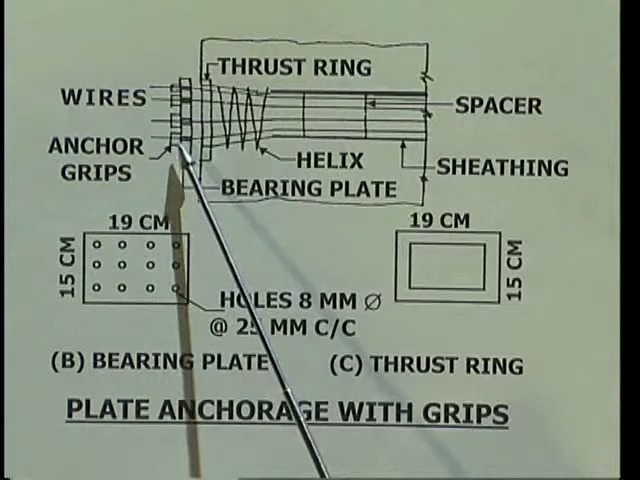 THRUST RING
WIRES
SPACER
ANCHOR
GRIPS
HELIX
SHEATHING
BEARING PLATE
19 CM
15 CM
19 CM
15 CM
HOLES 8 MM Ø
@ 25 MM C/C
(B) BEARING PLATE
(C) THRUST RING
PLATE ANCHORAGE WITH GRIPS